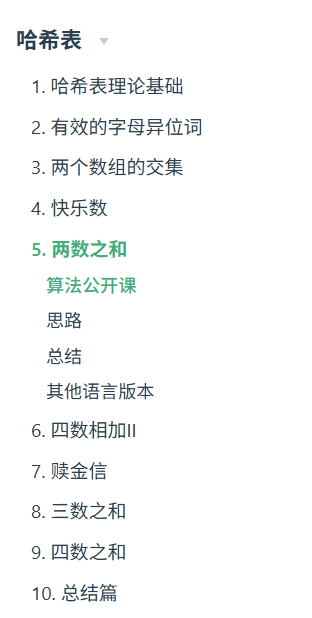 哈希表
1. 哈希表理论基础
2. 有效的字母异位词
3. 两个数组的交集
4. 快乐数
5. 两数之和
算法公开课
思路
总结
其他语言版本
6. 四数相加II
7. 赎金信
8. 三数之和
9. 四数之和
10. 总结篇